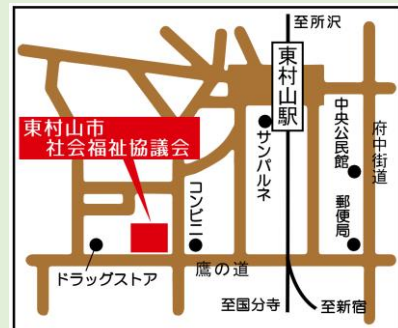 至所沢
東村山駅
東村山市
社会福祉協議会
サンパルネ
中央公民館
府中街道
コンビニ
郵便局
鷹の道
ドラッグストア
至国分寺
至新宿